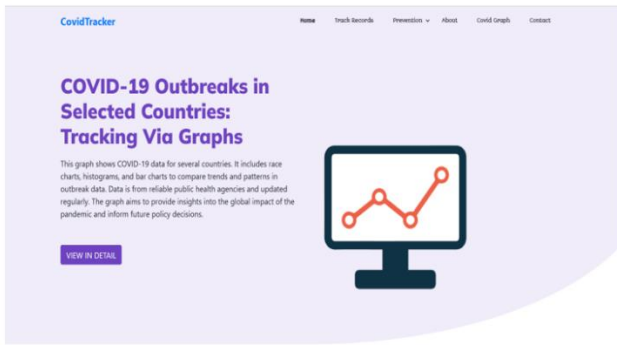 CovidTracker
Home Track Records Prevention About Covid Graph Contact
COVID-19 Outbreaks in
Selected Countries:
Tracking Via Graphs
This graph shows COVID-19 data for several countries. It includes race
charts, histograms, and bar charts to compare trends and patterns in
outbreak data. Data is from reliable public health agencies and updated
regularly. The graph aims to provide insights into the global impact of the
pandemic and inform future policy decisions.
VIEW IN DETAIL